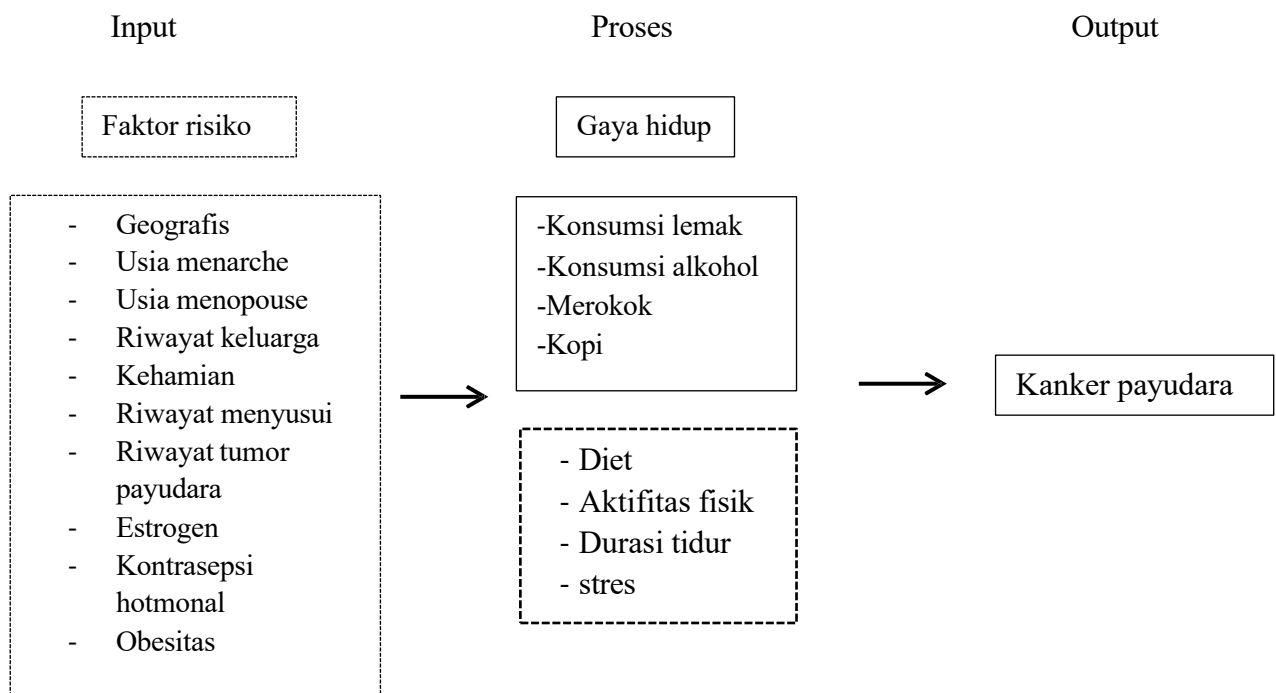 Input Proses Output
Faktor risiko
Gaya hidup
- Geografis
- Usia menarche
- Usia menopouse
- Riwayat keluarga
- Kehamian
- Riwayat menyusui
- Riwayat tumor
payudara
- Estrogen
- Kontrasepsi
hotmonal
- Obesitas
-Konsumsi lemak
-Konsumsi alkohol
-Merokok
-Kopi
- Diet
- Aktifitas fisik
- Durasi tidur
- stres
Kanker payudara